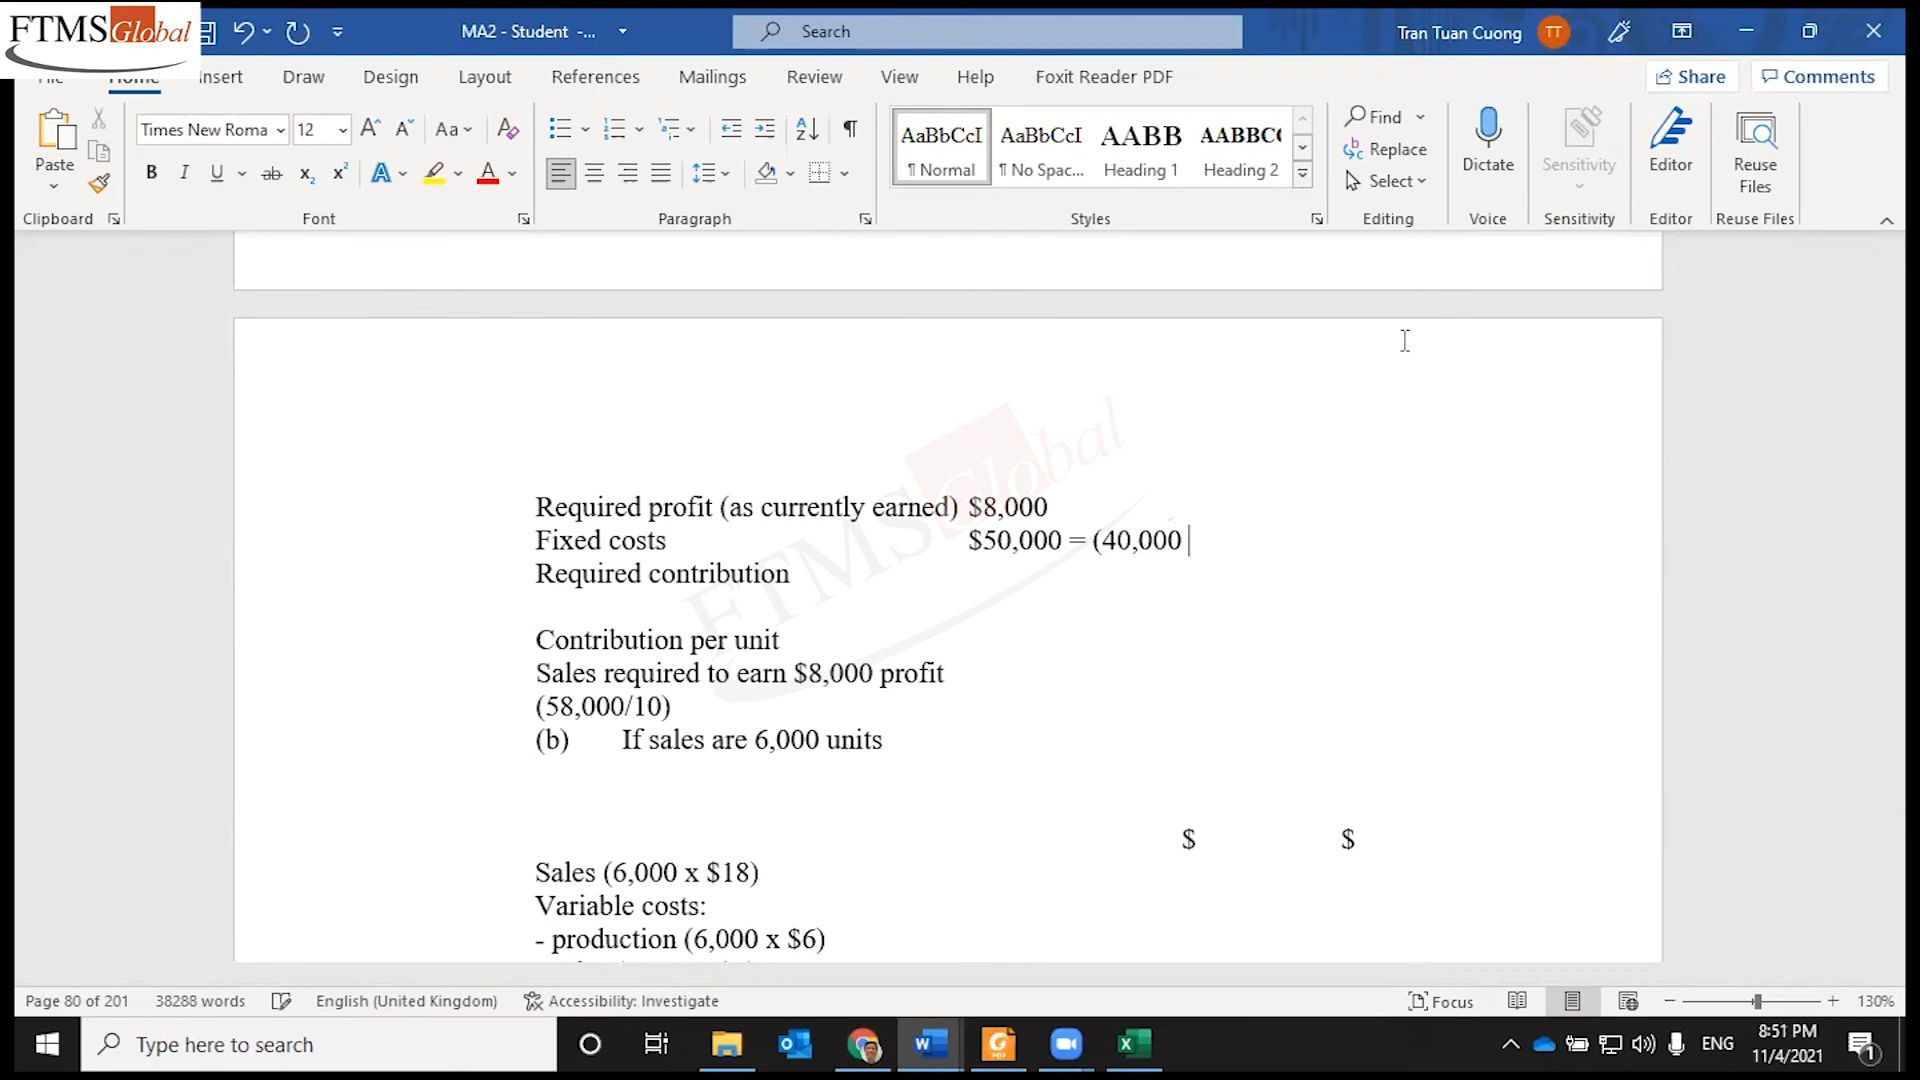 FTMSGlobal
MA2 - Student -...
Search
Tran Tuan Cuong
TT
Home
Insert
Draw
Design
Layout
References
Mailings
Review
View
Help
Foxit Reader PDF
Share
Comments
Paste
Times New Roma
12
Aa
AaBbCcI
¶ Normal
AaBbCcI
¶ No Spac...
AABB
Heading 1
AABBC
Heading 2
Find
Replace
Select
Dictate
Sensitivity
Editor
Reuse
Files
Clipboard
Font
Paragraph
Styles
Editing
Voice
Sensitivity
Editor
Reuse Files
FTMSGlobal
Required profit (as currently earned) $8,000
Fixed costs $50,000 = (40,000
Required contribution
Contribution per unit
Sales required to earn $8,000 profit
(58,000/10)
(b) If sales are 6,000 units
$ $
Sales (6,000 x $18)
Variable costs:
- production (6,000 x $6)
Page 80 of 201
38288 words
English (United Kingdom)
Accessibility: Investigate
Focus
130%
Type here to search
ENG
8:51 PM
11/4/2021
1